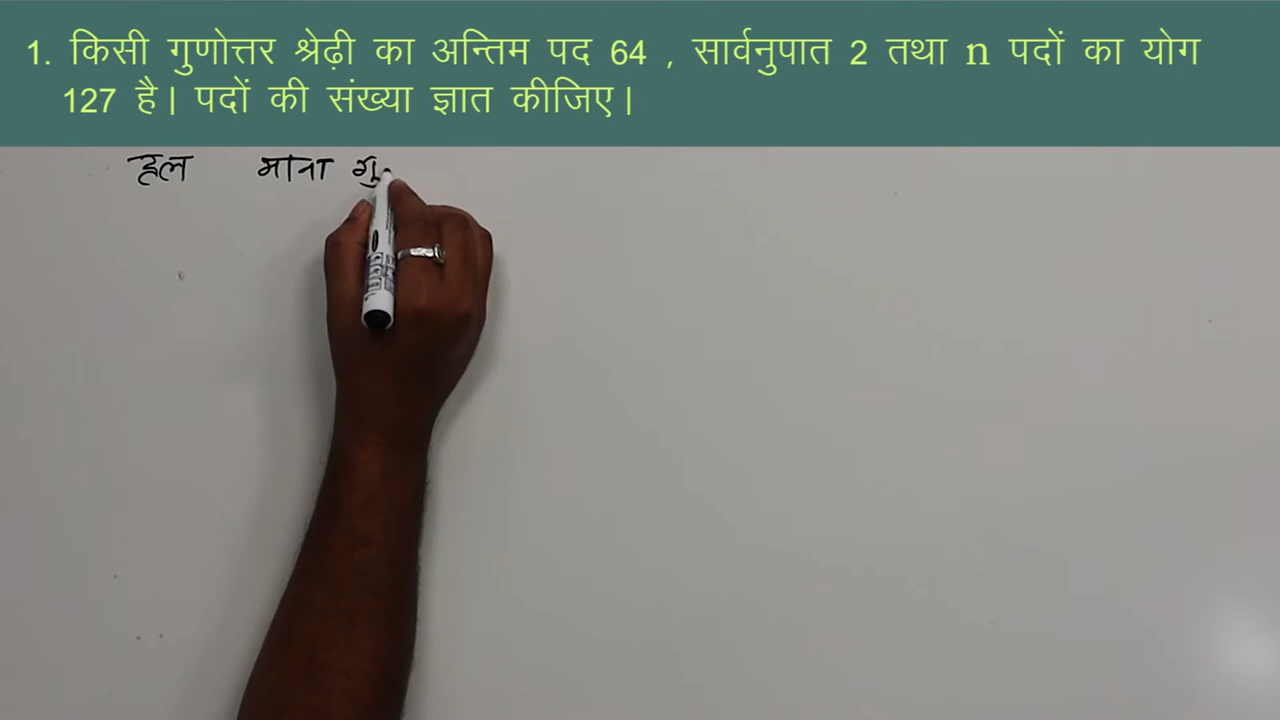 1. किसी गुणोत्तर श्रेढ़ी का अन्तिम पद 64 , सार्वनुपात 2 तथा n पदों का योग
127 है| पदों की संख्या ज्ञात कीजिए|
हल माना गु